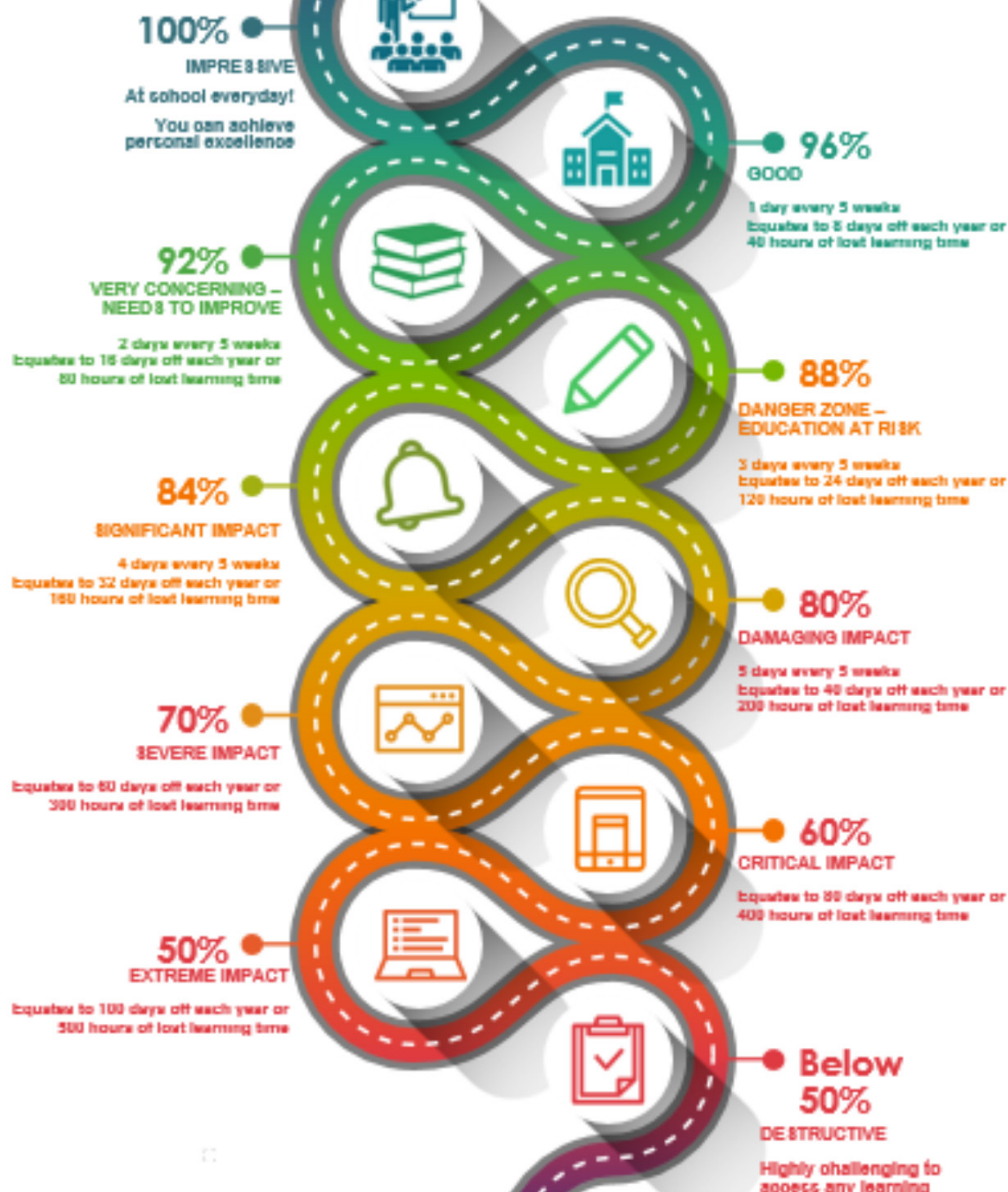 100%
IMPRESSIVE
At school everyday!
You can achieve
personal excellence
96%
GOOD
1 day every 5 weeks
Equates to 8 days off each year or
40 hours of lost learning time
92%
VERY CONCERNING –
NEEDS TO IMPROVE
2 days every 5 weeks
Equates to 16 days off each year or
80 hours of lost learning time
88%
DANGER ZONE –
EDUCATION AT RISK
3 days every 5 weeks
Equates to 24 days off each year or
120 hours of lost learning time
84%
SIGNIFICANT IMPACT
4 days every 5 weeks
Equates to 32 days off each year or
160 hours of lost learning time
80%
DAMAGING IMPACT
5 days every 5 weeks
Equates to 40 days off each year or
200 hours of lost learning time
70%
SEVERE IMPACT
Equates to 60 days off each year or
300 hours of lost learning time
60%
CRITICAL IMPACT
Equates to 80 days off each year or
400 hours of lost learning time
50%
EXTREME IMPACT
Equates to 100 days off each year or
500 hours of lost learning time
Below
50%
DESTRUCTIVE
Highly challenging to
access any learning